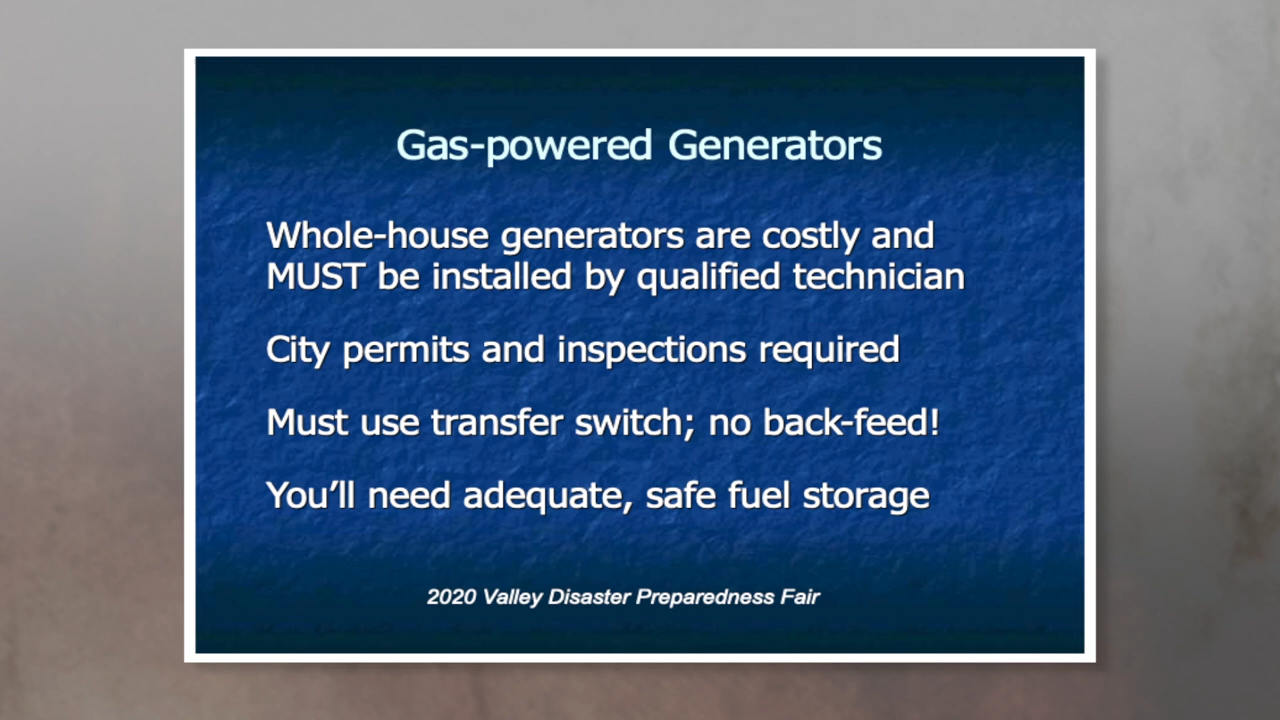 Gas-powered Generators
Whole-house generators are costly and
MUST be installed by qualified technician
City permits and inspections required
Must use transfer switch; no back-feed!
You’ll need adequate, safe fuel storage
2020 Valley Disaster Preparedness Fair